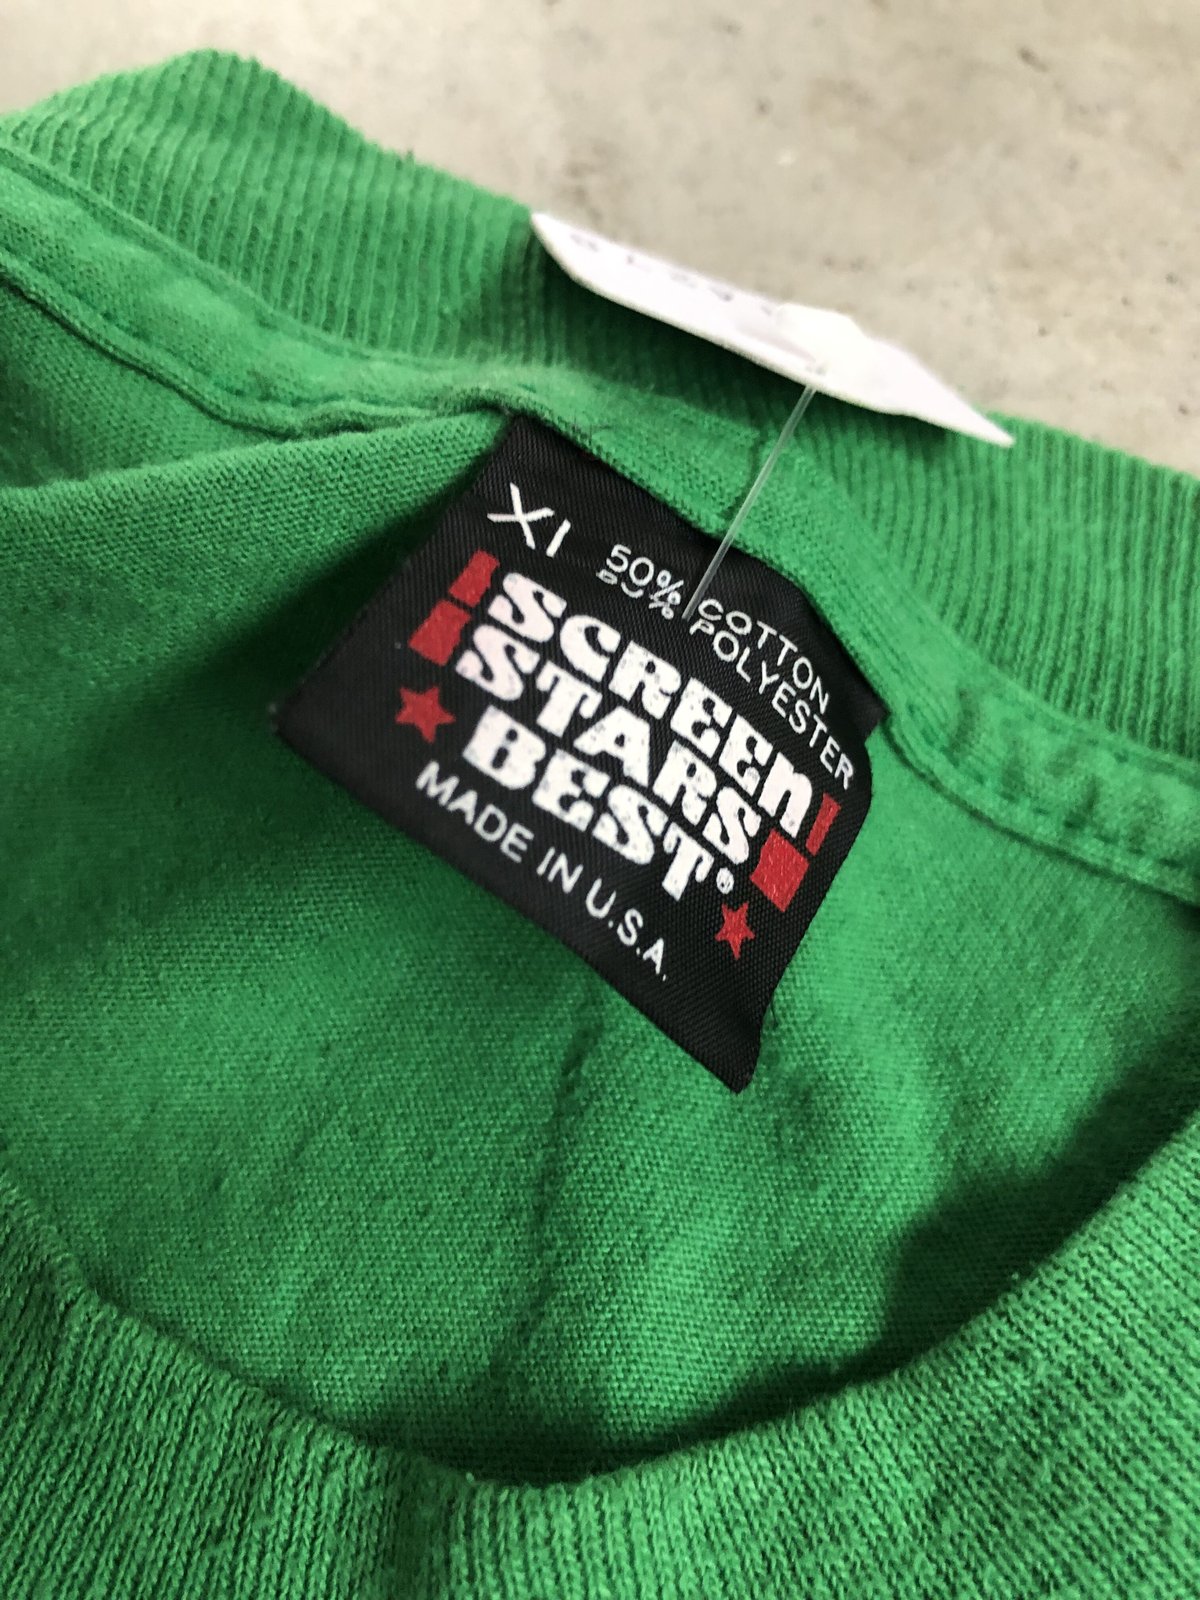 XL
50% COTTON
50% POLYESTER
SCREEN
STARS
BEST®
MADE IN U.S.A.